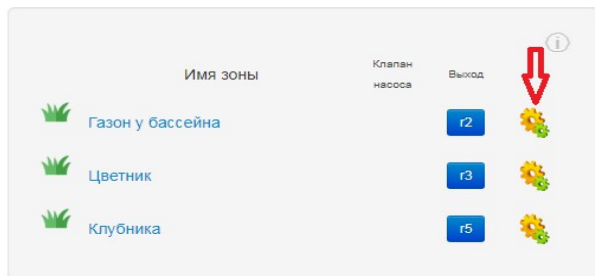 Имя зоны Клапан насоса Выход
Газон у бассейна r2
Цветник r3
Клубника r5